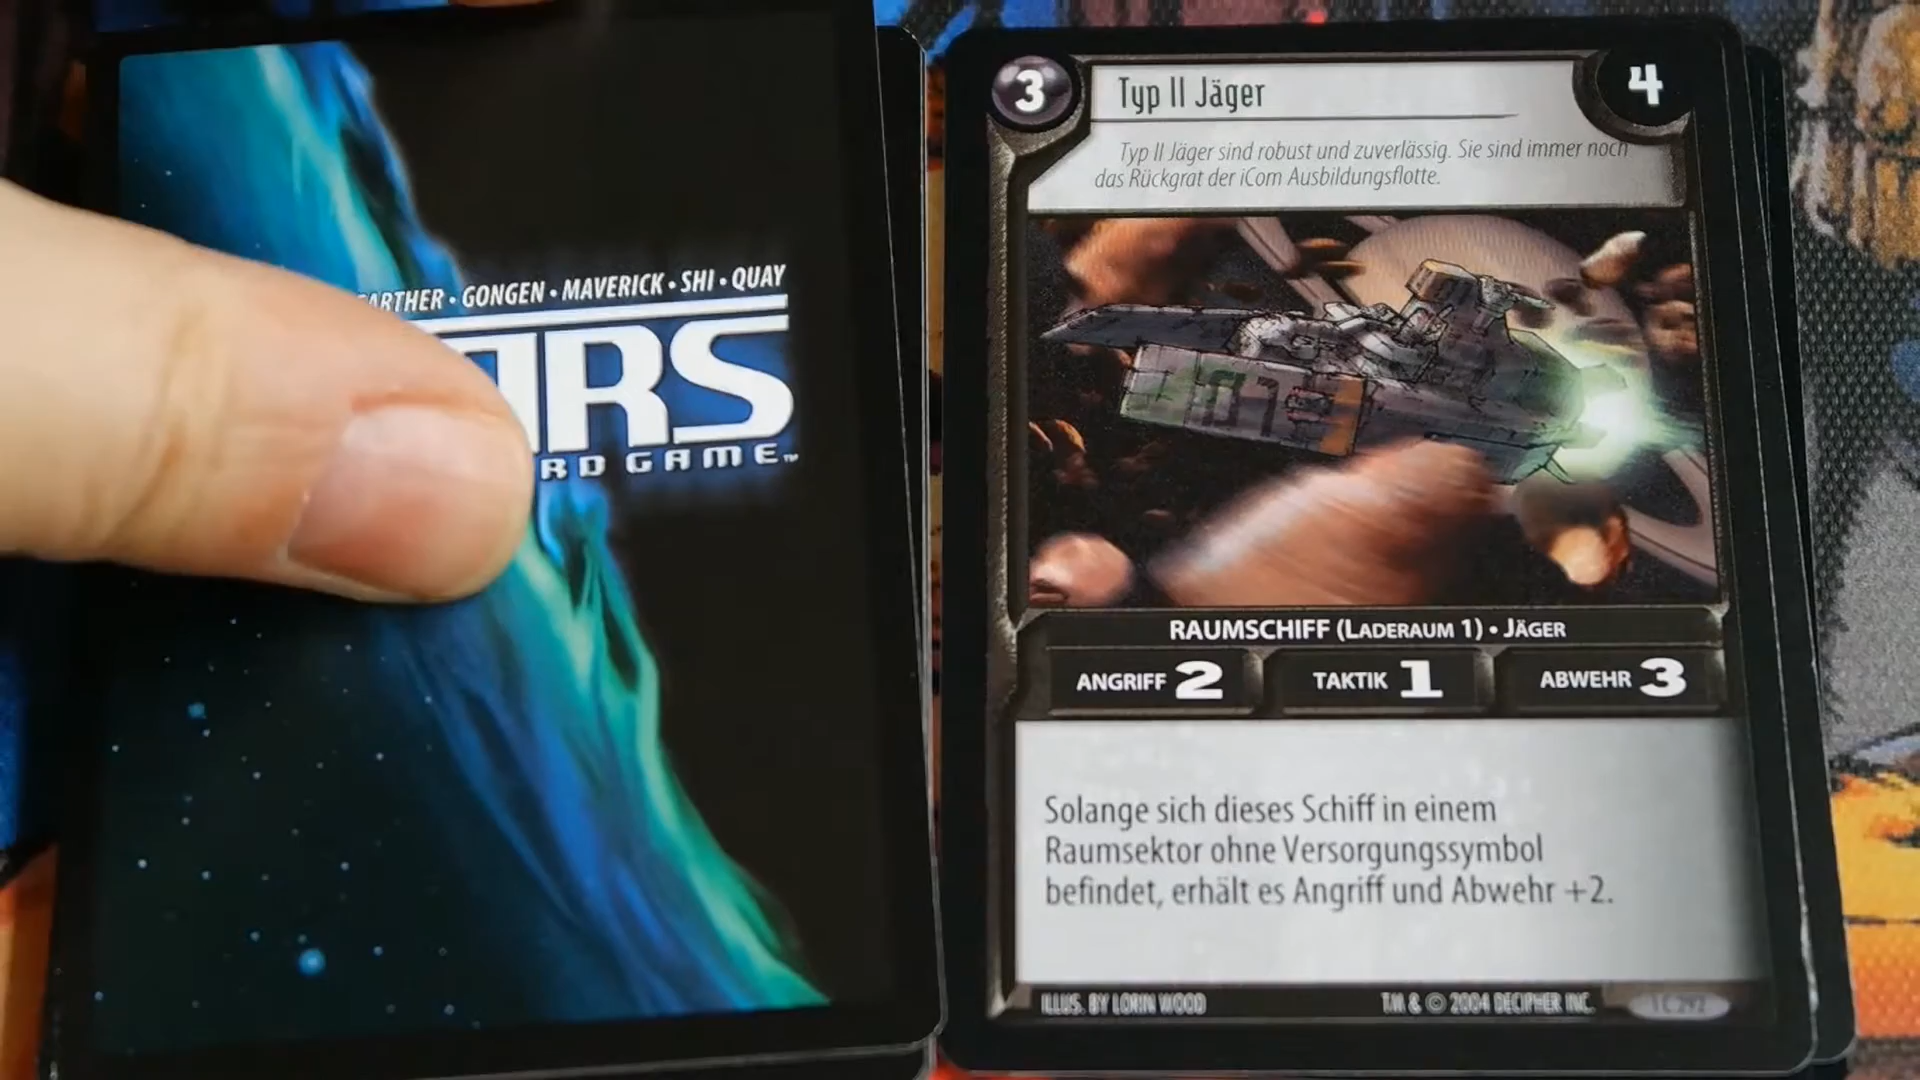 GONGEN • MAVERICK • SHI • QUAY
ARS
RD GAME™
3
Typ II Jäger
4
Typ II Jäger sind robust und zuverlässig. Sie sind immer noch
das Rückgrat der iCom Ausbildungsflotte.
RAUMSCHIFF (LADERAUM 1) • JÄGER
ANGRIFF 2
TAKTIK 1
ABWEHR 3
Solange sich dieses Schiff in einem
Raumsektor ohne Versorgungssymbol
befindet, erhält es Angriff und Abwehr +2.
ILLUS. BY LORIN WOOD
TM & © 2004 DECIPHER INC.